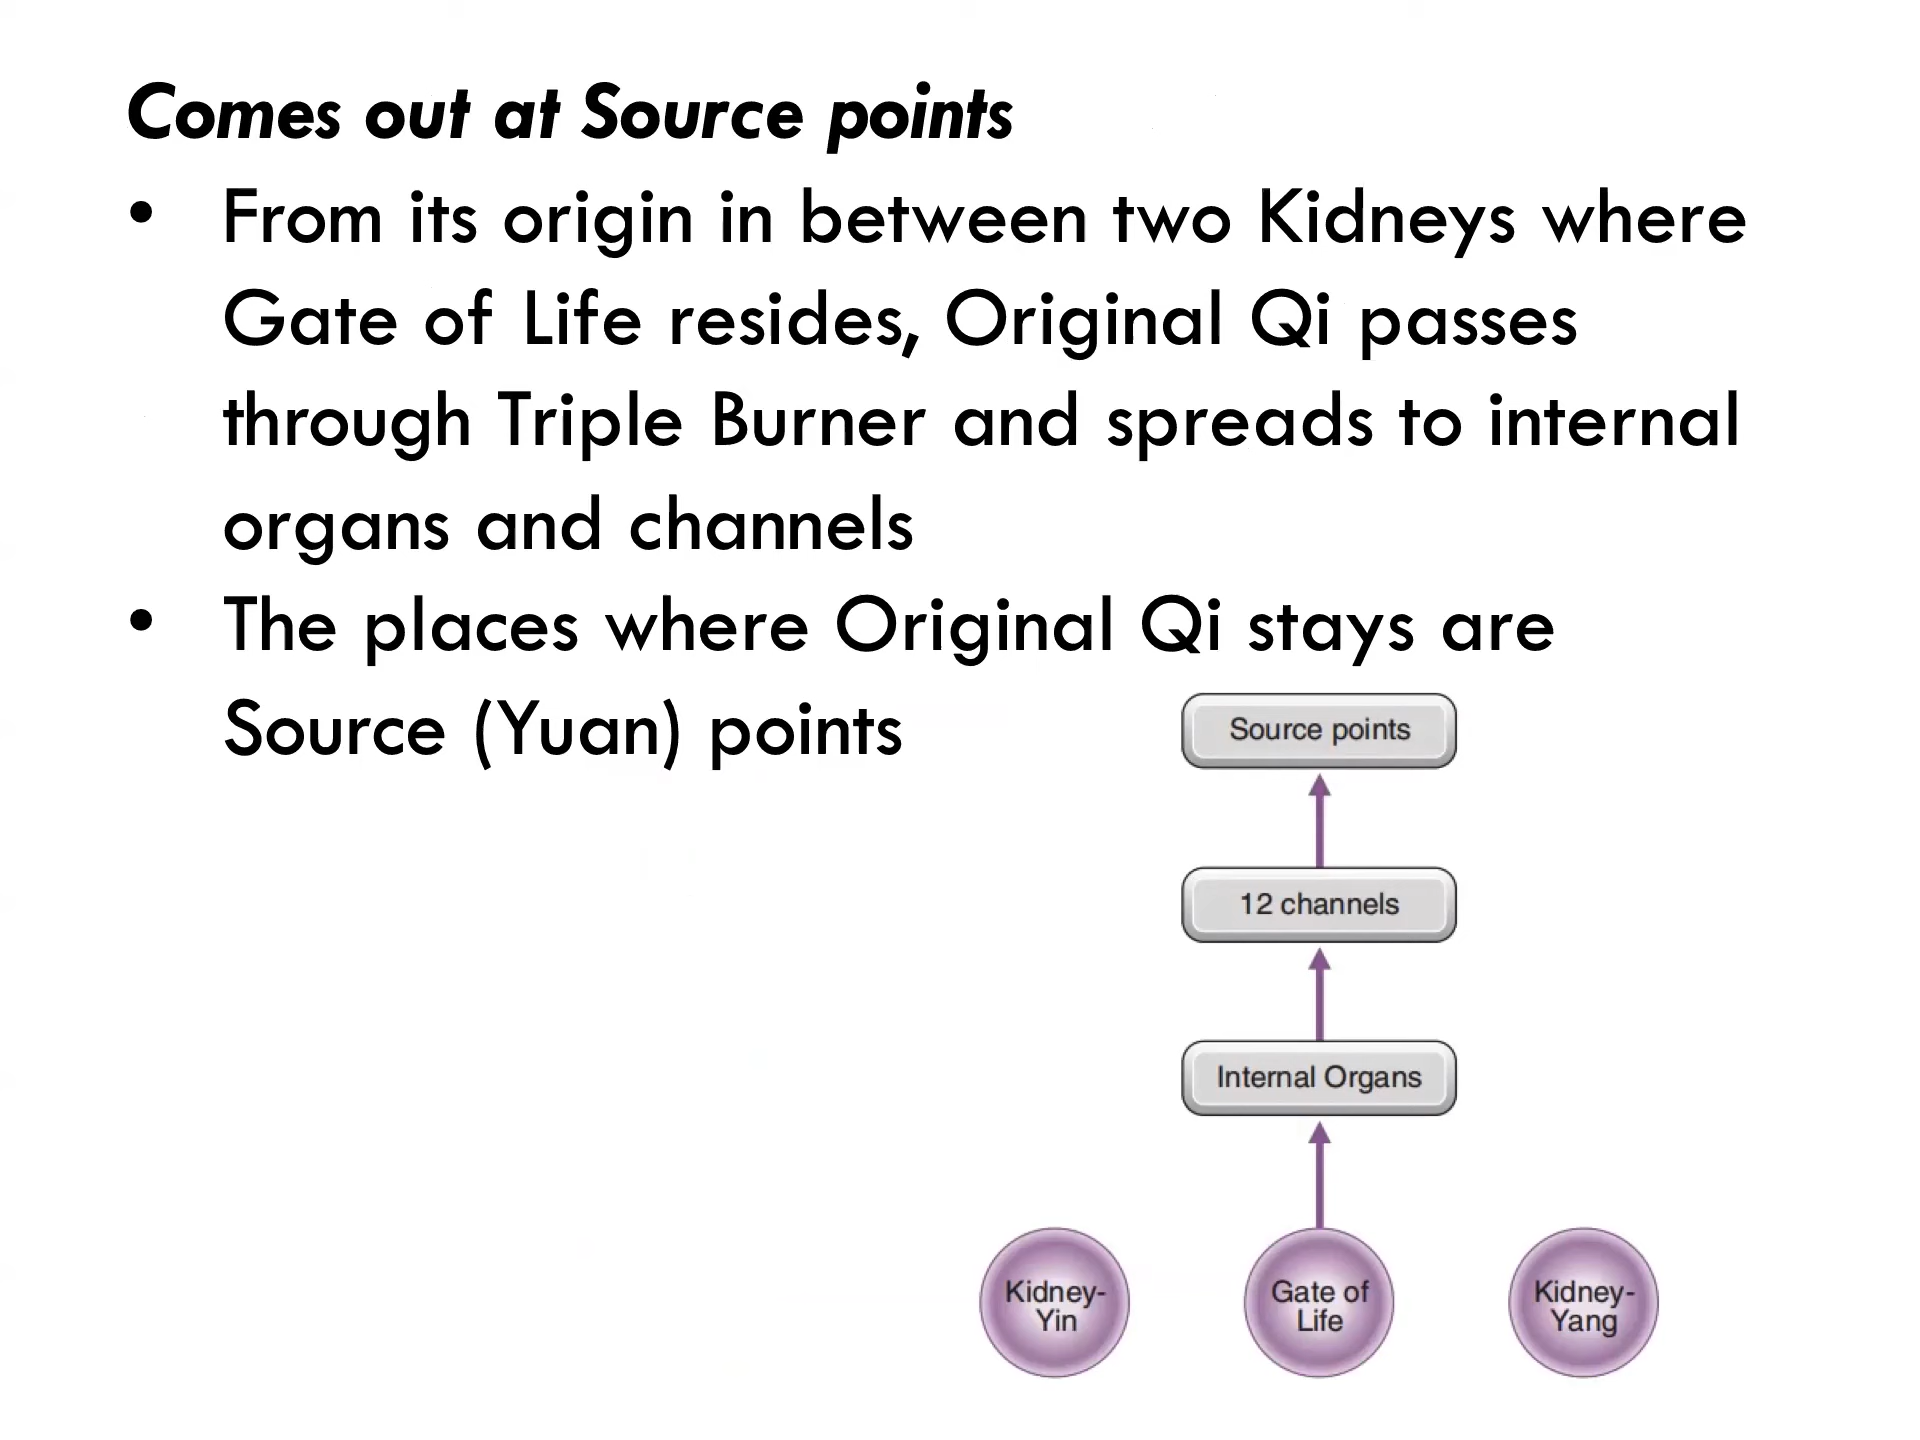 Comes out at Source points
• From its origin in between two Kidneys where
Gate of Life resides, Original Qi passes
through Triple Burner and spreads to internal
organs and channels
• The places where Original Qi stays are
Source (Yuan) points
Source points
12 channels
Internal Organs
Kidney-
Yin
Gate of
Life
Kidney-
Yang